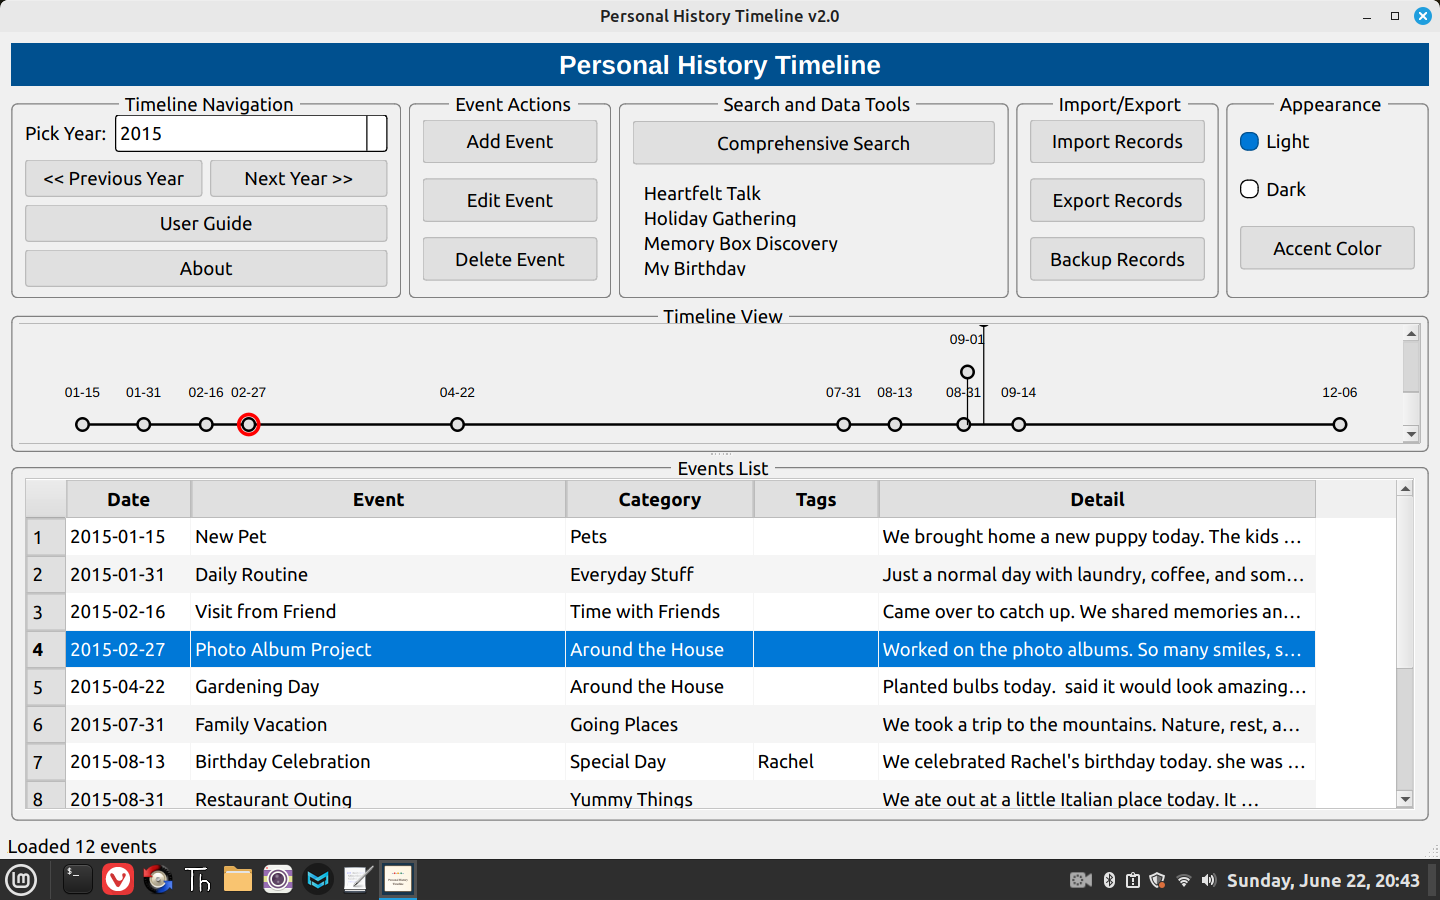 Personal History Timeline v2.0
Personal History Timeline
Timeline Navigation
Pick Year: 2015
<< Previous Year Next Year >>
User Guide
About
Event Actions
Add Event
Edit Event
Delete Event
Search and Data Tools
Comprehensive Search
Heartfelt Talk
Holiday Gathering
Memory Box Discovery
My Birthday
Import/Export
Import Records
Export Records
Backup Records
Appearance
Light
Dark
Accent Color
Timeline View
09-01
01-15 01-31 02-16 02-27 04-22 07-31 08-13 08-31 09-14 12-06
Events List
Date Event Category Tags Detail
1 2015-01-15 New Pet Pets We brought home a new puppy today. The kids ...
2 2015-01-31 Daily Routine Everyday Stuff Just a normal day with laundry, coffee, and som...
3 2015-02-16 Visit from Friend Time with Friends Came over to catch up. We shared memories an...
4 2015-02-27 Photo Album Project Around the House Worked on the photo albums. So many smiles, s...
5 2015-04-22 Gardening Day Around the House Planted bulbs today.  said it would look amazing...
6 2015-07-31 Family Vacation Going Places We took a trip to the mountains. Nature, rest, a...
7 2015-08-13 Birthday Celebration Special Day Rachel We celebrated Rachel's birthday today. she was ...
8 2015-08-31 Restaurant Outing Yummy Things We ate out at a little Italian place today. It ...
Loaded 12 events
Th
Sunday, June 22, 20:43